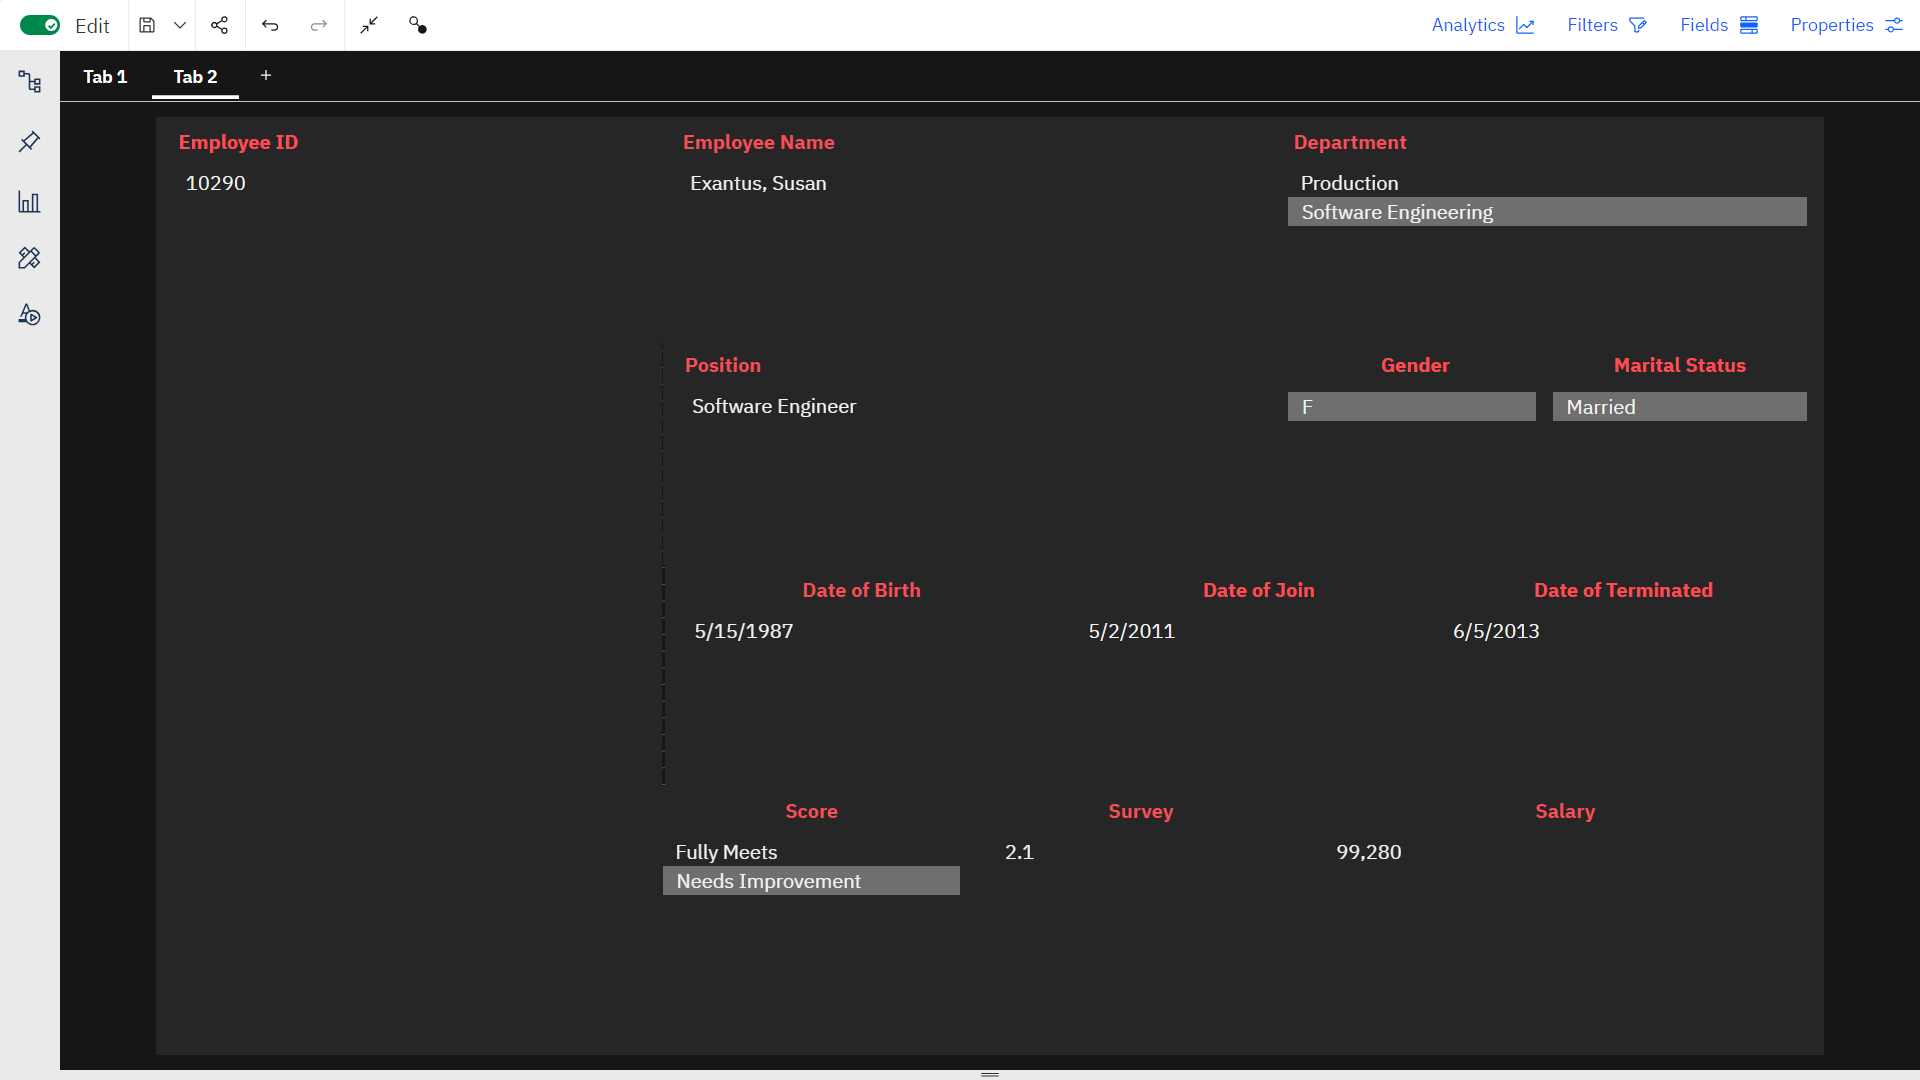 Edit
Analytics
Filters
Fields
Properties
Tab 1
Tab 2
+
Employee ID
Employee Name
Department
10290
Exantus, Susan
Production
Software Engineering
Position
Gender
Marital Status
Software Engineer
F
Married
Date of Birth
Date of Join
Date of Terminated
5/15/1987
5/2/2011
6/5/2013
Score
Survey
Salary
Fully Meets
2.1
99,280
Needs Improvement